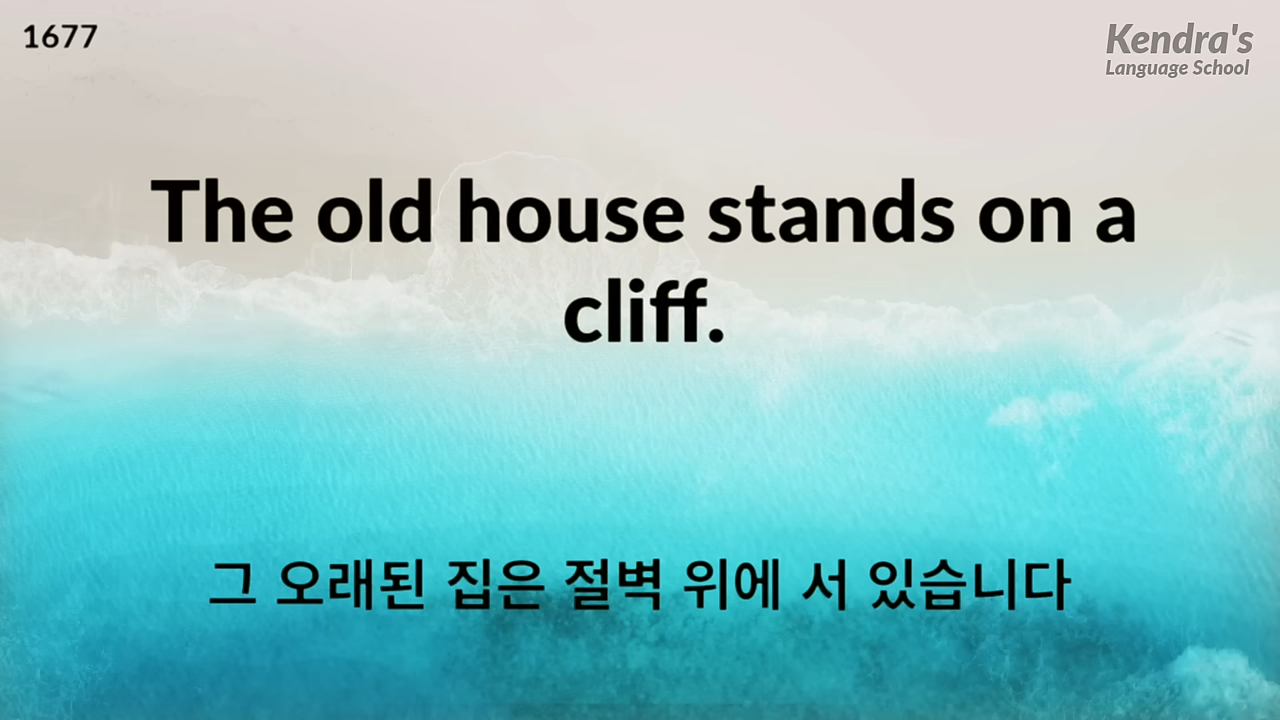 1677
Kendra's
Language School
The old house stands on a
cliff.
그 오래된 집은 절벽 위에 서 있습니다